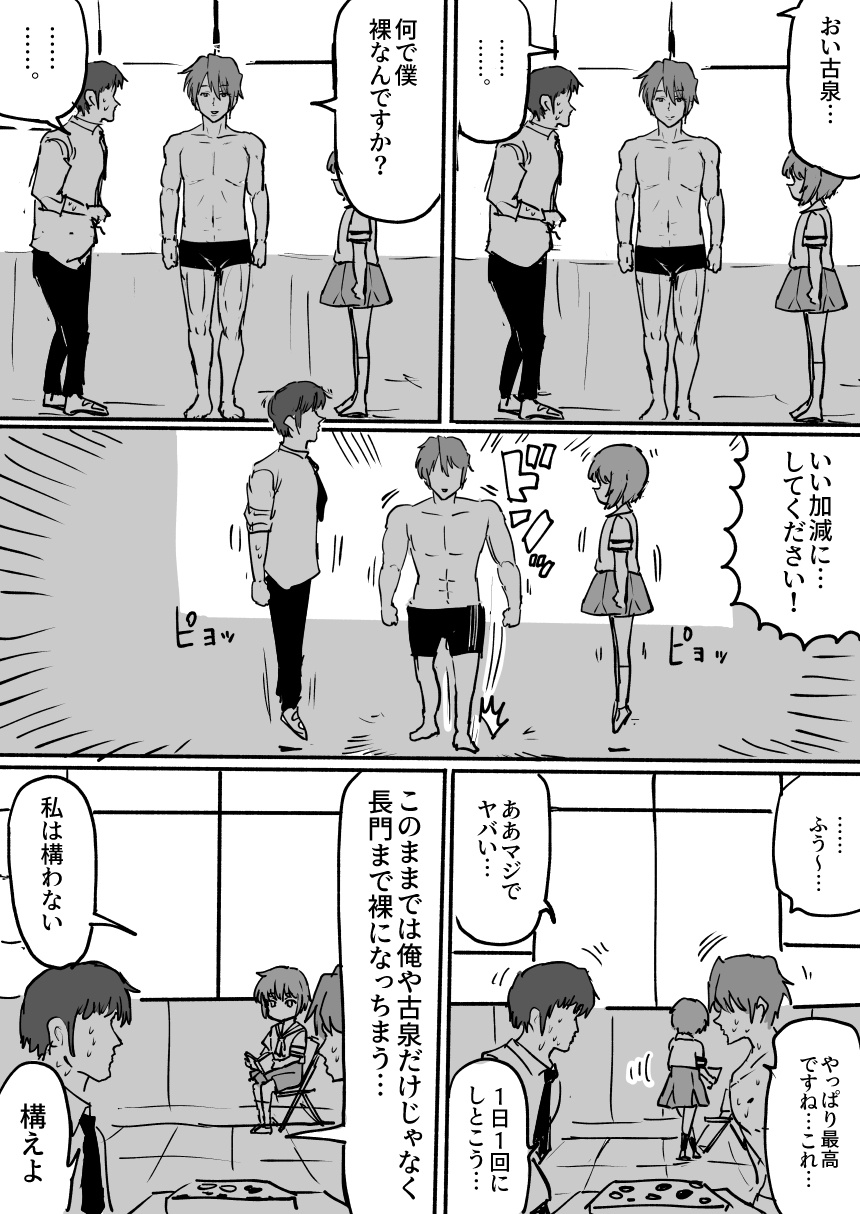 おい古泉…
………
………。
何で僕
裸なんですか？
………
………。
いい加減に…
してください！
ドンッ
ピョッ
ピョッ
………
ふぅ～…
ああマジで
ヤバい…
やっぱり最高
ですね…これ…
1日1回に
しとこう…
このままでは俺や古泉だけじゃなく
長門まで裸になっちまう…
私は構わない
構えよ